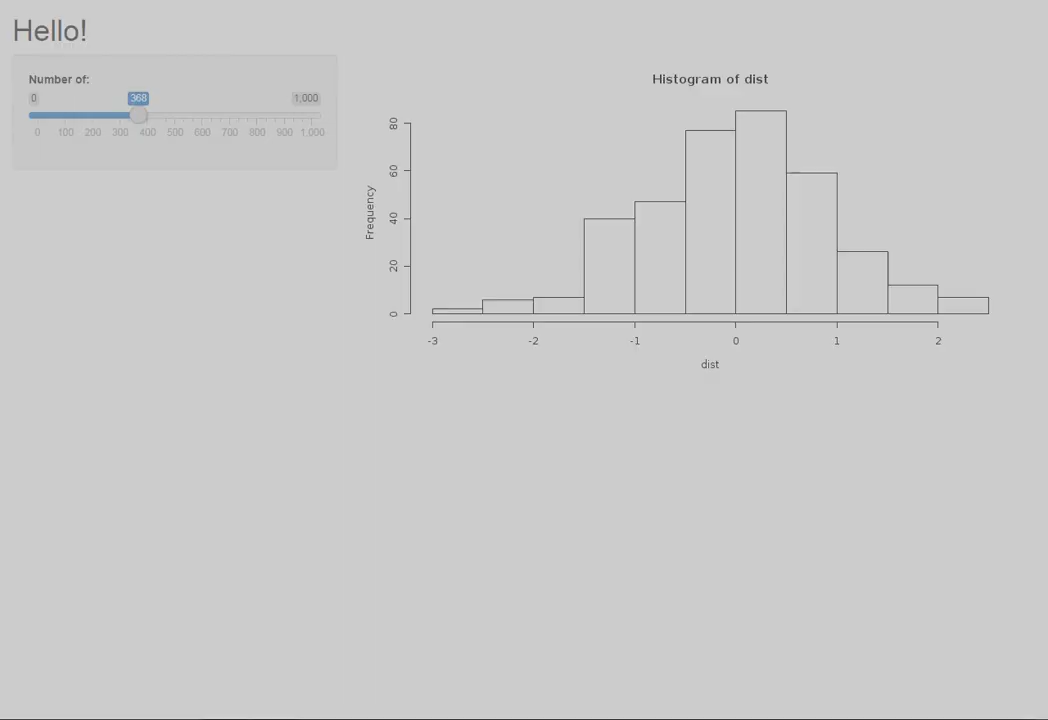 Hello!
Number of:
0 368 1,000
0 100 200 300 400 500 600 700 800 900 1,000
Histogram of dist
Frequency
80
60
40
20
0
-3 -2 -1 0 1 2
dist